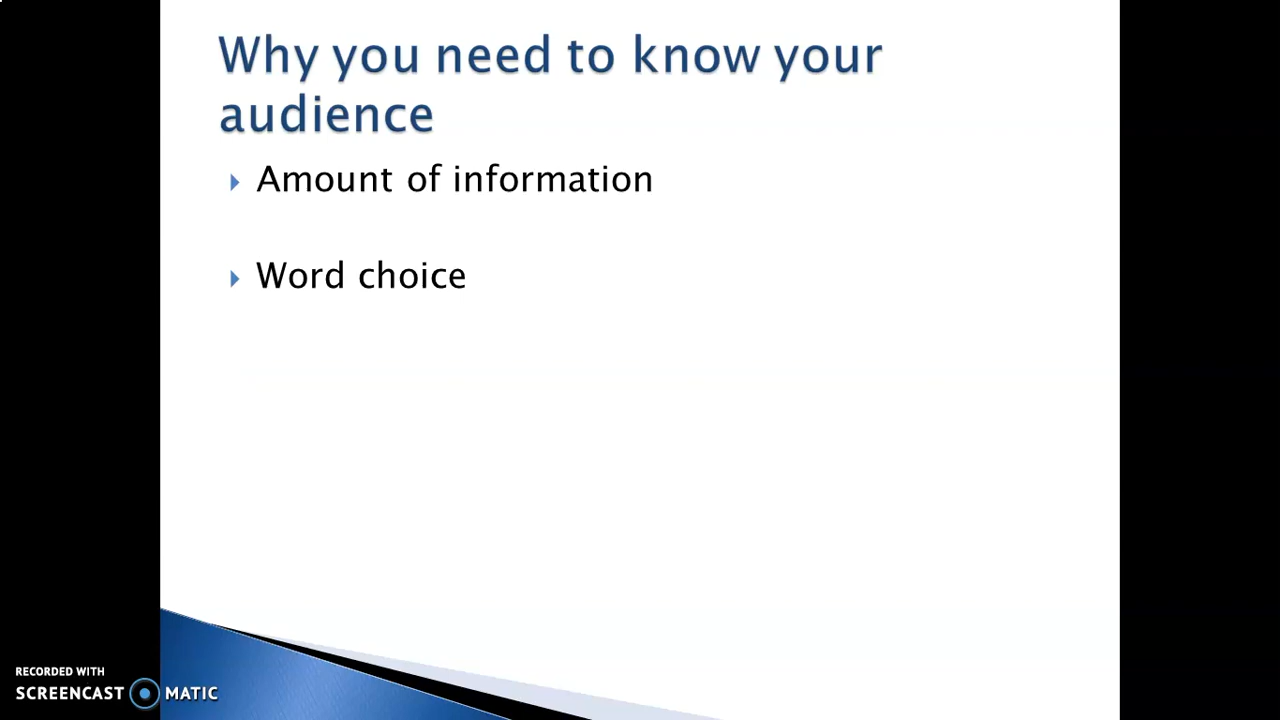 Why you need to know your
audience
Amount of information
Word choice
RECORDED WITH
SCREENCAST MATIC